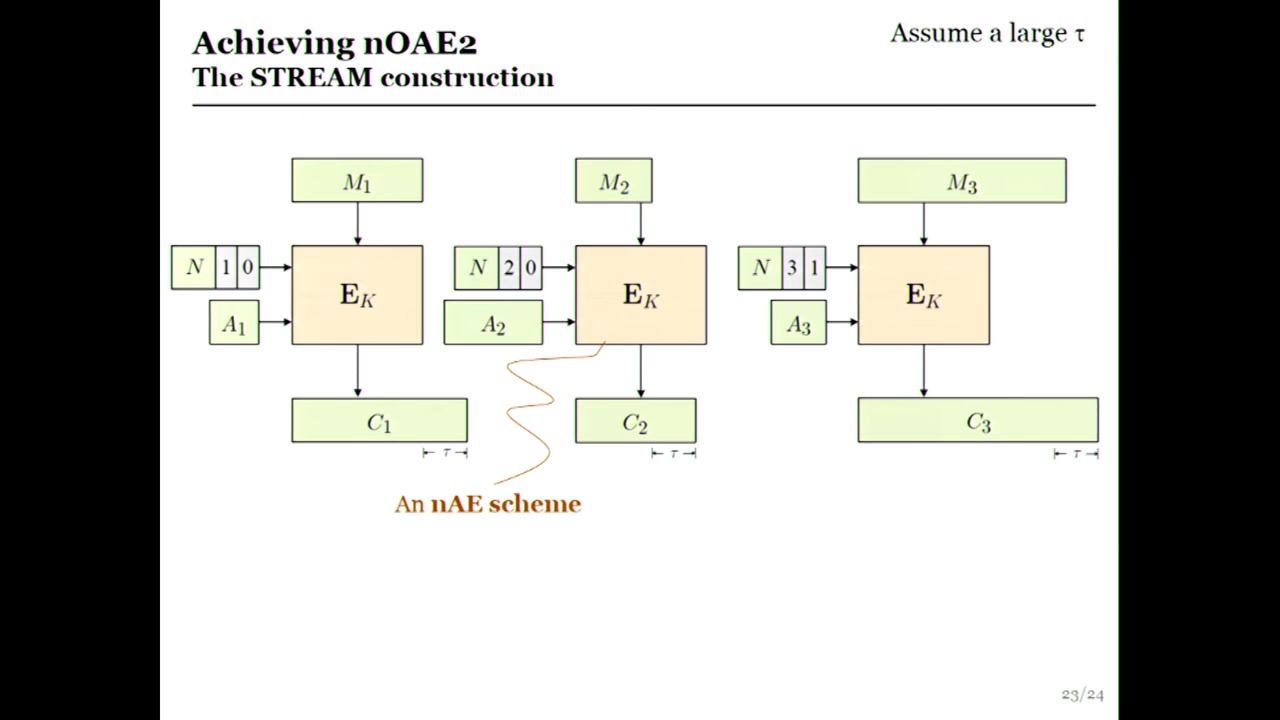 Achieving nOAE2
Assume a large τ
The STREAM construction
M1 M2 M3
N 1 0 N 2 0 N 3 1
EK EK EK
A1 A2 A3
C1 C2 C3
τ τ τ
An nAE scheme
23/24